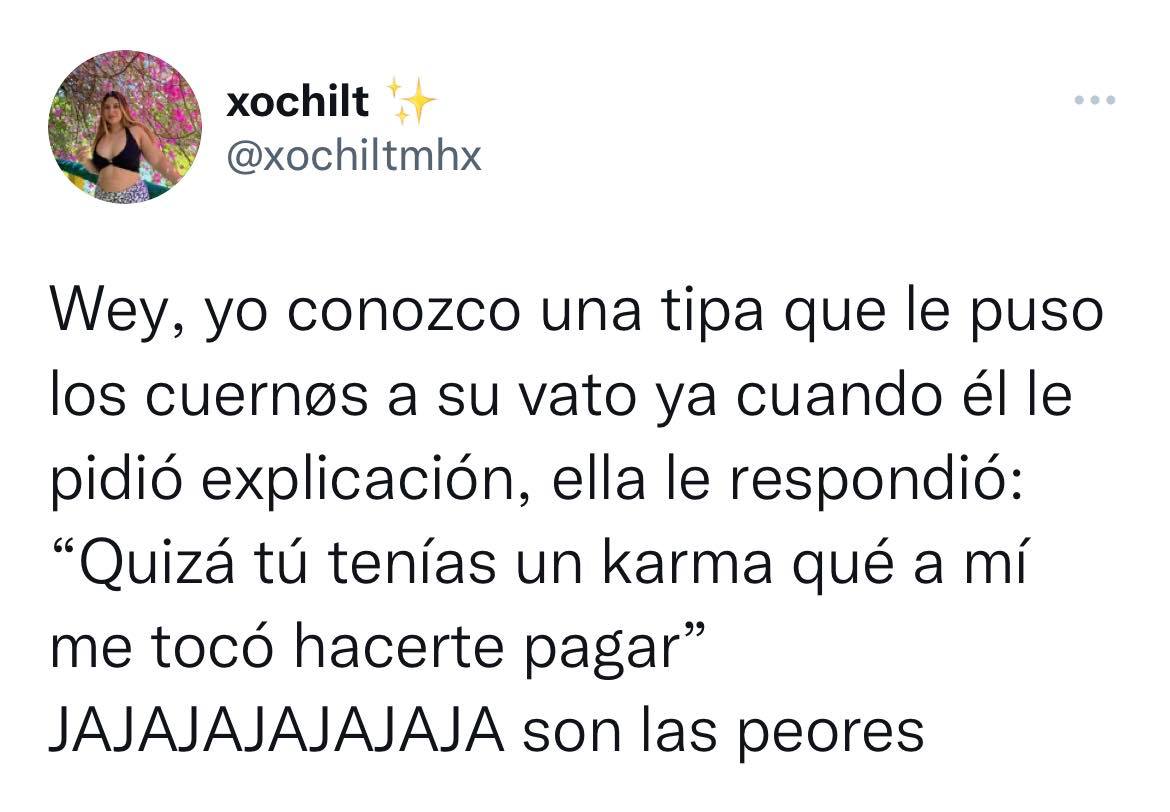 xochilt ✨
@xochiltmhx
Wey, yo conozco una tipa que le puso
los cuernøs a su vato ya cuando él le
pidió explicación, ella le respondió:
“Quizá tú tenías un karma qué a mí
me tocó hacerte pagar”
JAJAJAJAJAJAJA son las peores